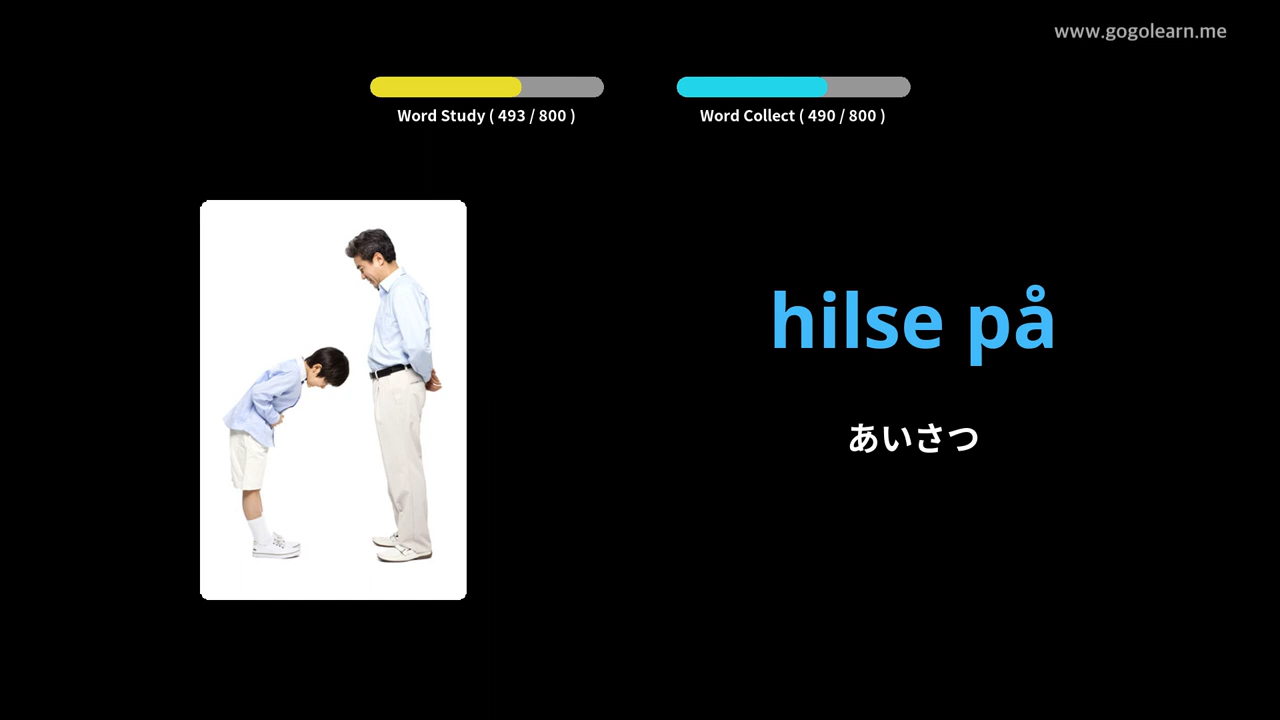 www.gogolearn.me
Word Study ( 493 / 800 )
Word Collect ( 490 / 800 )
hilse på
あいさつ